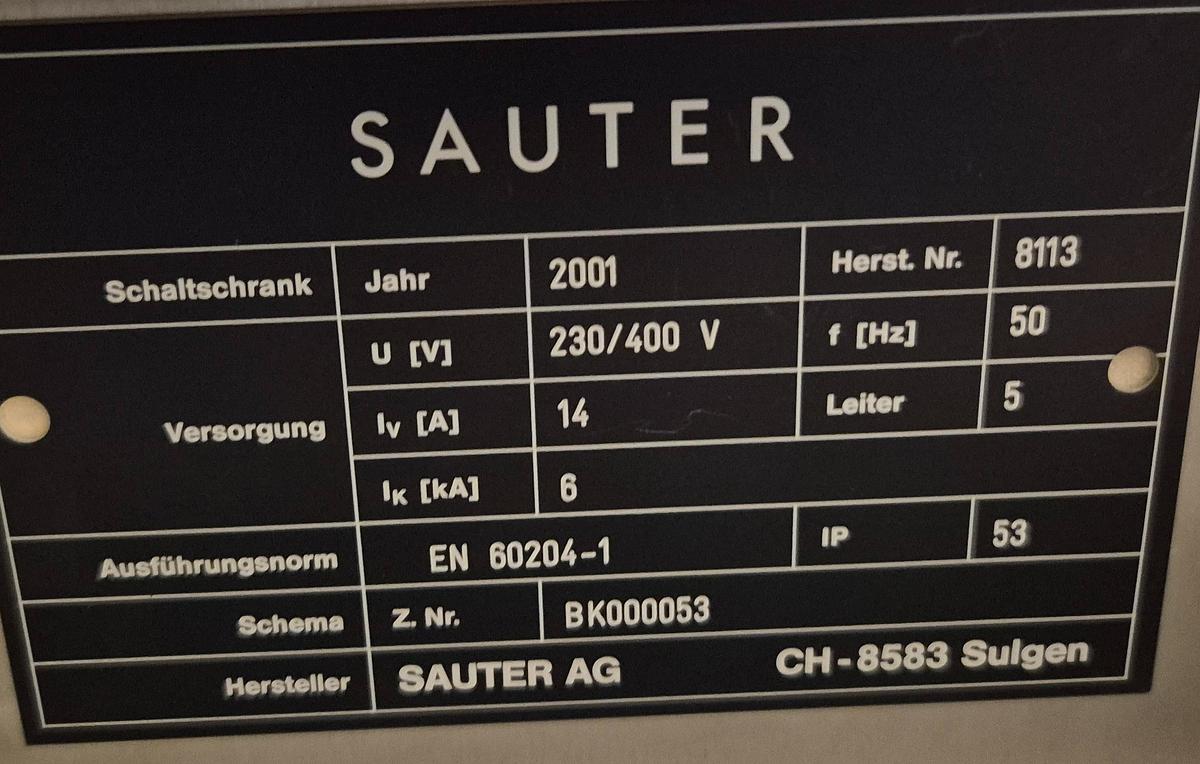 SAUTER
Schaltschrank Jahr 2001 Herst. Nr. 8113
Versorgung U [V] 230/400 V f [Hz] 50
Iv [A] 14 Leiter 5
IK [kA] 6
Ausführungsnorm EN 60204-1 IP 53
Schema Z. Nr. BK000053
Hersteller SAUTER AG CH-8583 Sulgen